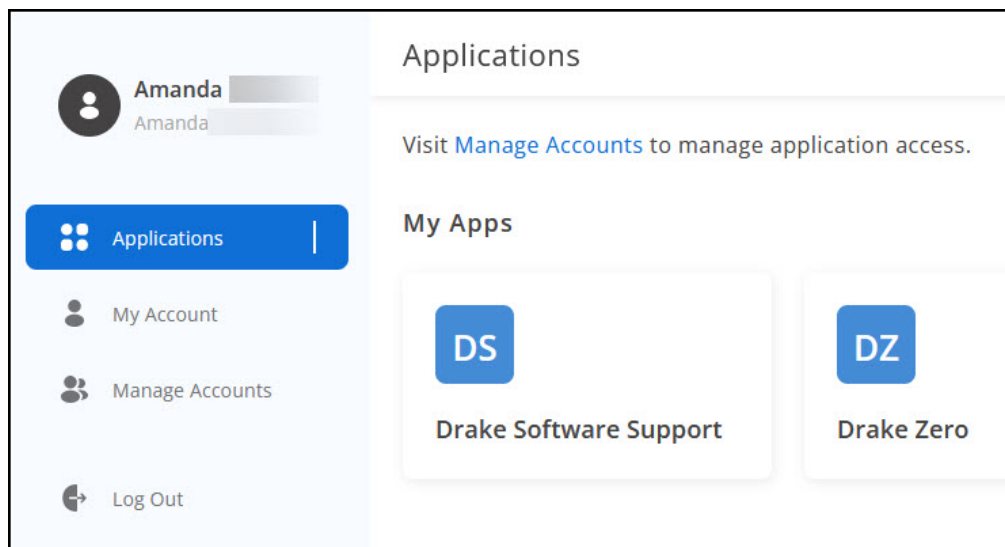 Amanda
Amanda
Applications
My Account
Manage Accounts
Log Out
Applications
Visit Manage Accounts to manage application access.
My Apps
DS
Drake Software Support
DZ
Drake Zero